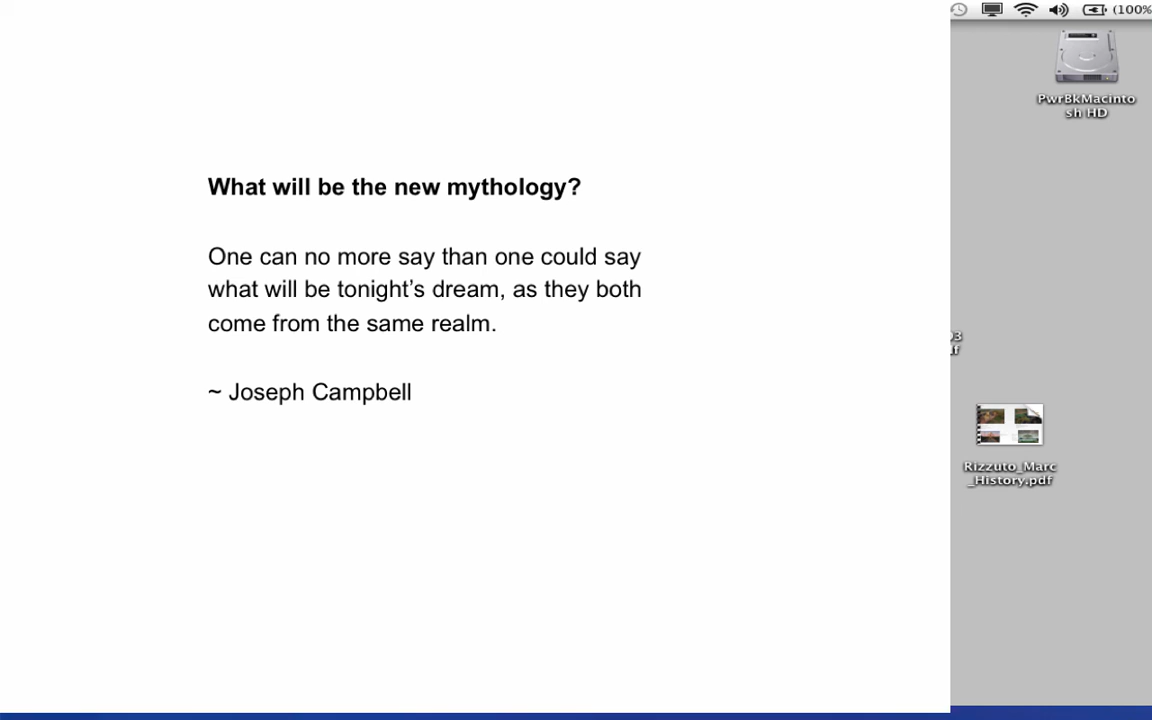 (100%
PwrBkMacinto
sh HD
What will be the new mythology?
One can no more say than one could say
what will be tonight's dream, as they both
come from the same realm.
~ Joseph Campbell
Rizzuto_Marc
_History.pdf